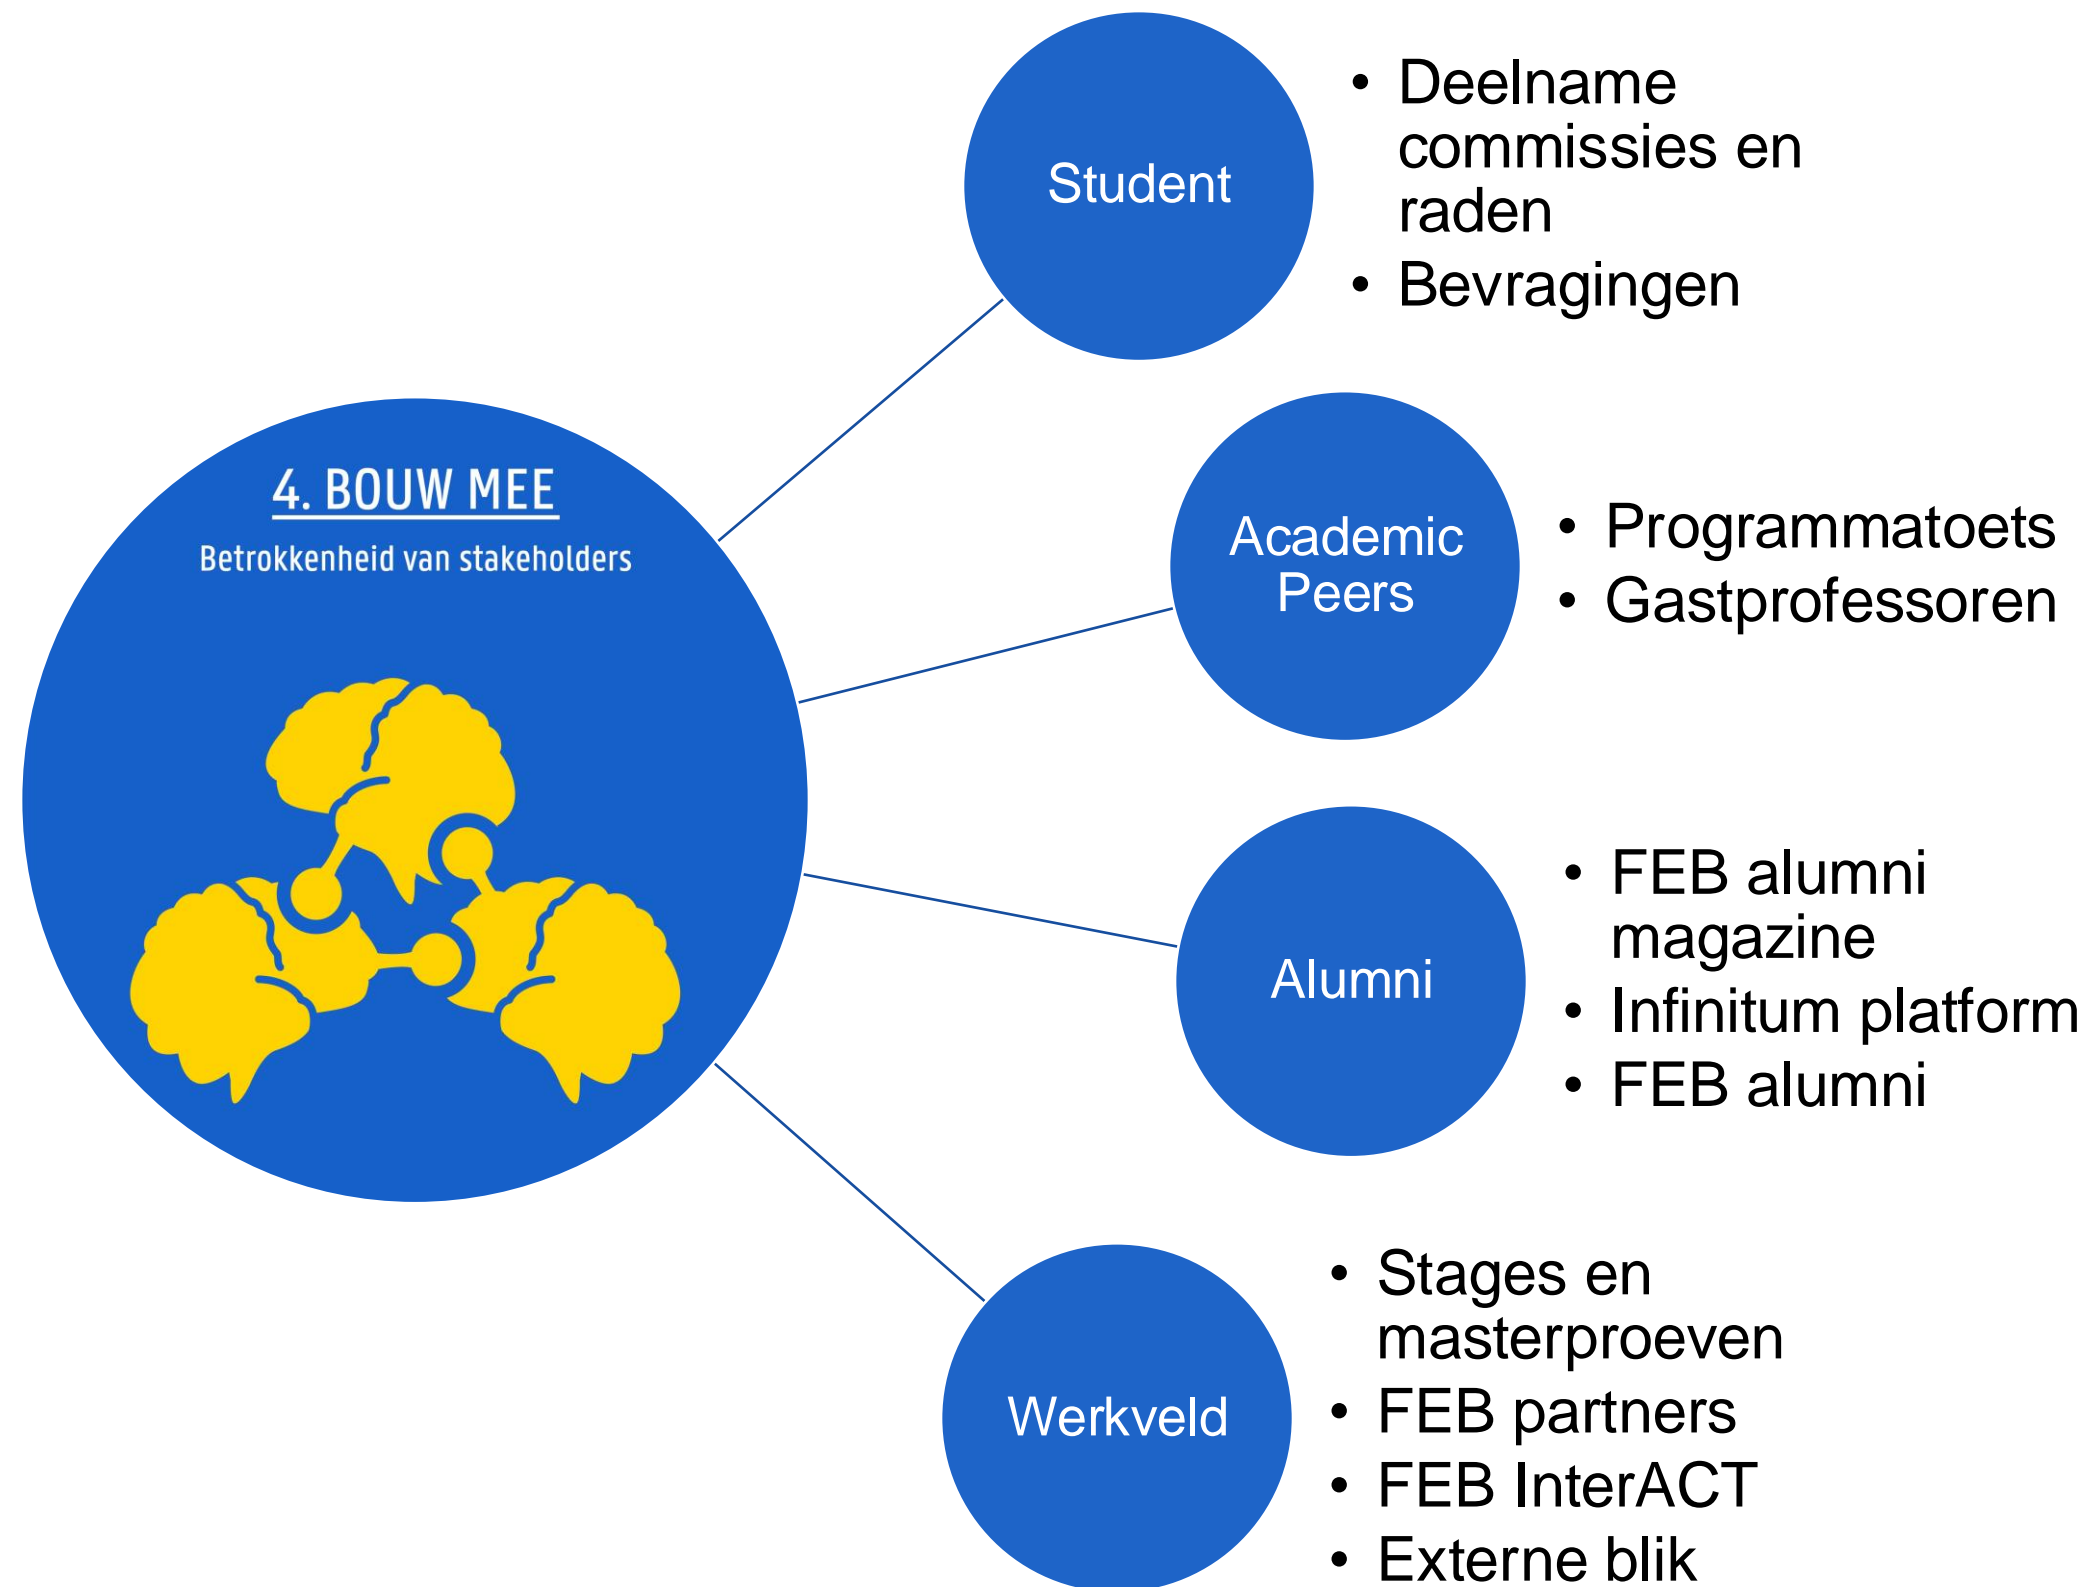 4. BOUW MEE
Betrokkenheid van stakeholders
Student
• Deelname
commissies en
raden
• Bevragingen
Academic
Peers
• Programmatoets
• Gastprofessoren
Alumni
• FEB alumni
magazine
• Infinitum platform
• FEB alumni
Werkveld
• Stages en
masterproeven
• FEB partners
• FEB InterACT
• Externe blik